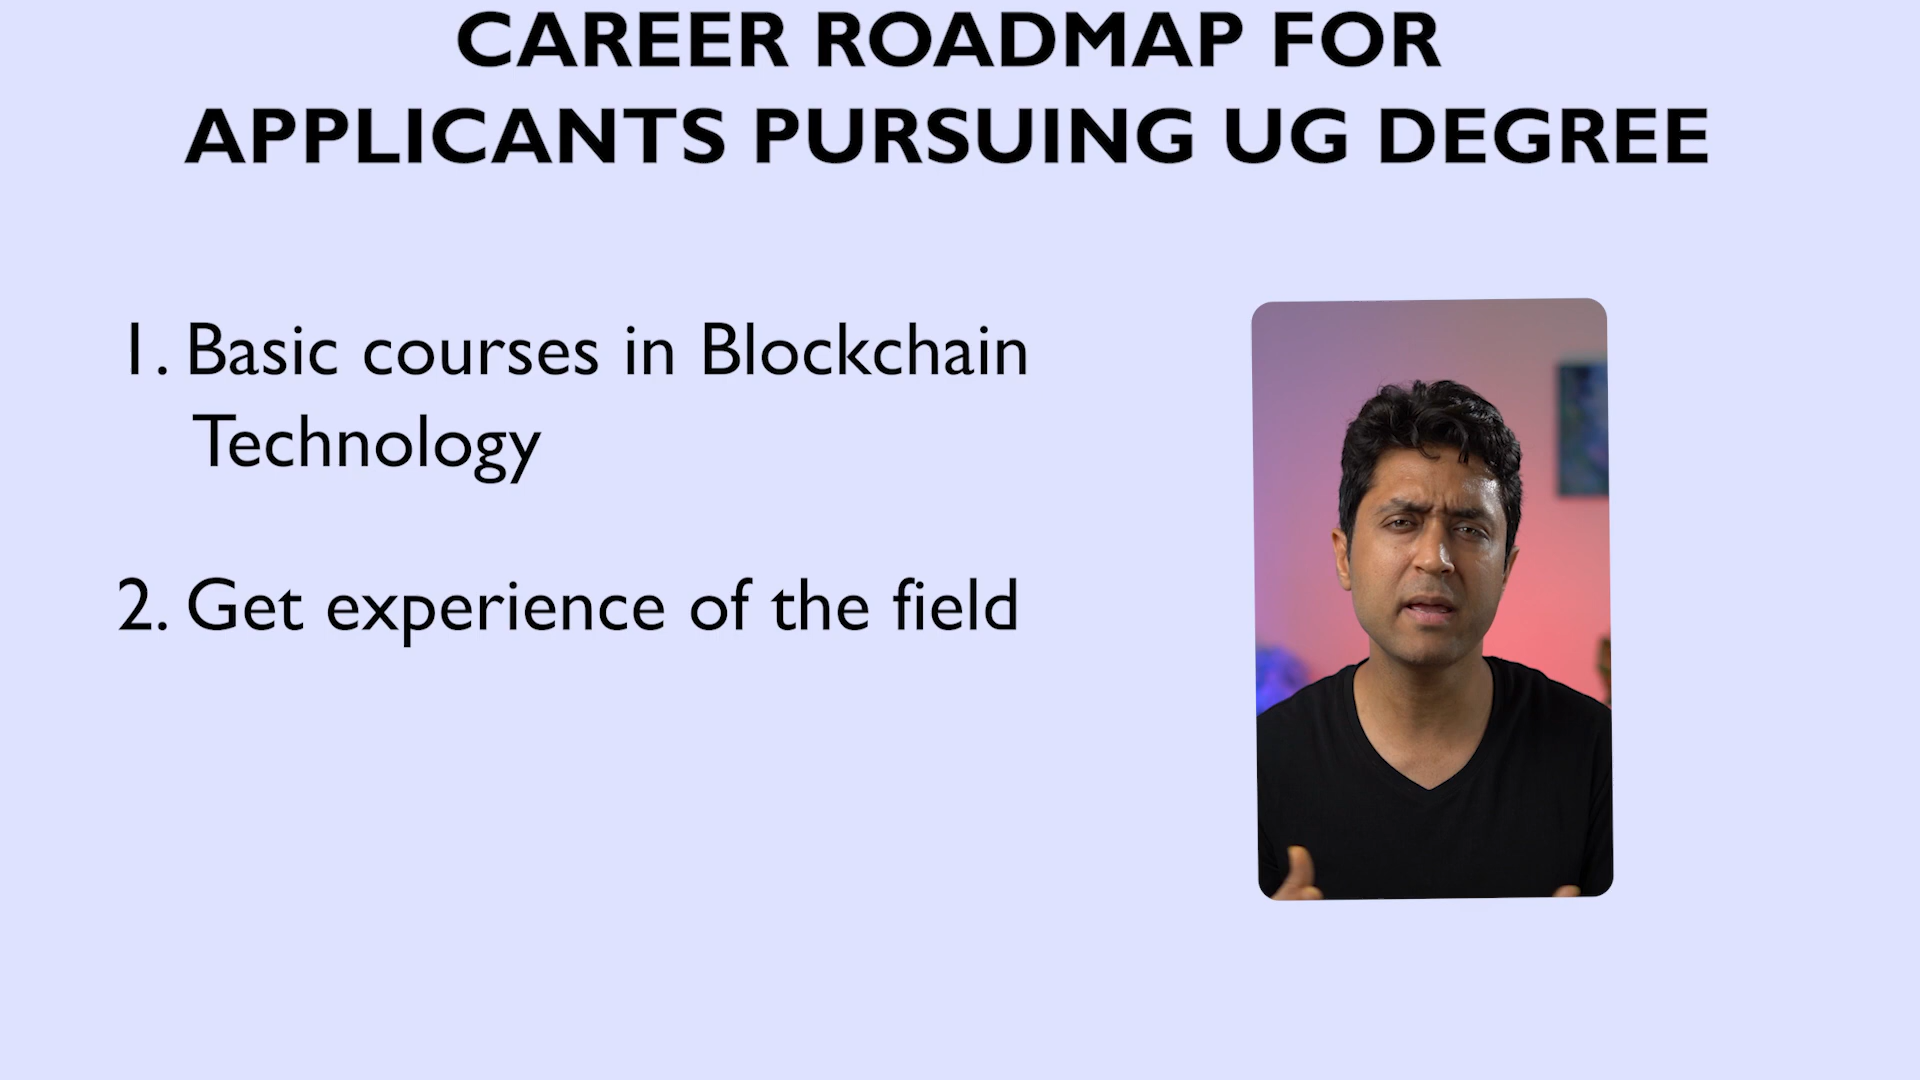 CAREER ROADMAP FOR
APPLICANTS PURSUING UG DEGREE
1. Basic courses in Blockchain
Technology
2. Get experience of the field